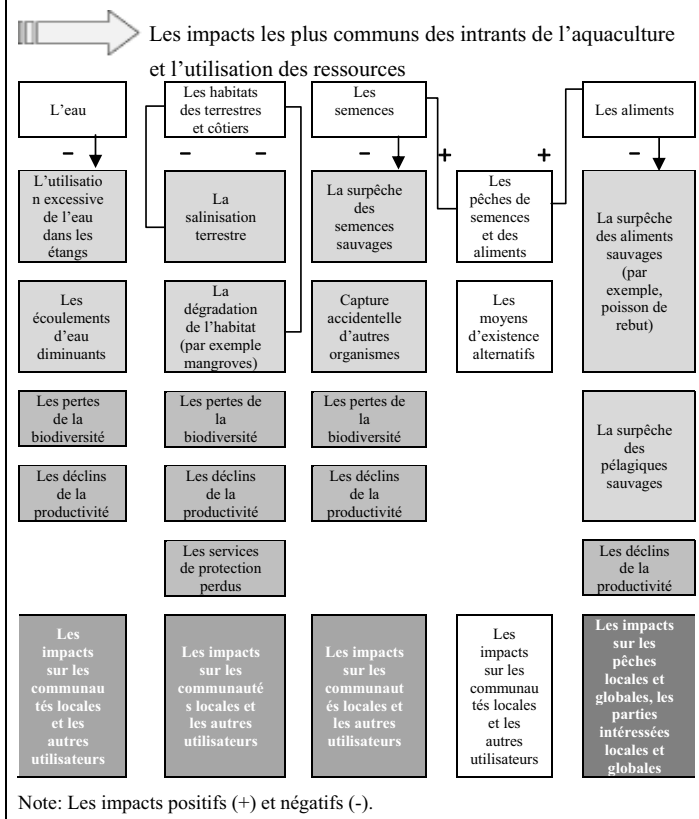 Les impacts les plus communs des intrants de l’aquaculture
et l’utilisation des ressources
L’eau
Les habitats
des terrestres
et côtiers
Les
semences
Les aliments
–
–
–
–
+
+
–
L’utilisatio
n excessive
de l’eau
dans les
étangs
La
salinisation
terrestre
La surpêche
des
semences
sauvages
Les
pêches de
semences
et des
aliments
La surpêche
des aliments
sauvages
(par
exemple,
poisson de
rebut)
Les
écoulements
d’eau
diminuants
La
dégradation
de l’habitat
(par exemple
mangroves)
Capture
accidentelle
d’autres
organismes
Les
moyens
d’existence
alternatifs
Les pertes
de la
biodiversité
Les pertes de
la
biodiversité
Les pertes de
la
biodiversité
La surpêche
des
pélagiques
sauvages
Les déclins
de la
productivité
Les déclins
de la
productivité
Les déclins
de la
productivité
Les services
de protection
perdus
Les déclins
de la
productivité
Les
impacts
sur les
communau
tés locales
et les
autres
utilisateurs
Les impacts
sur les
communauté
s locales et
les autres
utilisateurs
Les impacts
sur les
communaut
és locales et
les autres
utilisateurs
Les
impacts
sur les
communau
tés locales
et les
autres
utilisateurs
Les impacts
sur les
pêches
locales et
globales, les
parties
intéressées
locales et
globales
Note: Les impacts positifs (+) et négatifs (-).